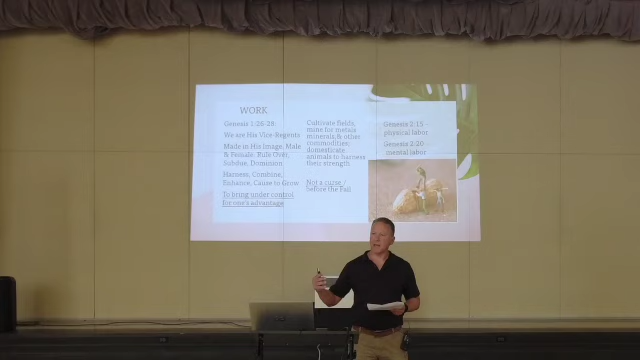 WORK
Genesis 1:26-28:
We are His Vice-Regents
Made in His Image, Male
& Female. Rule Over,
Subdue, Dominion
Harness, Combine,
Enhance, Cause to Grow
To bring under control
for one's advantage
Cultivate fields,
mine for metals
minerals, & other
commodities,
domesticate
animals to harness
their strength.
Not a curse /
before the Fall
Genesis 2:15 -
physical labor
Genesis 2:20
mental labor